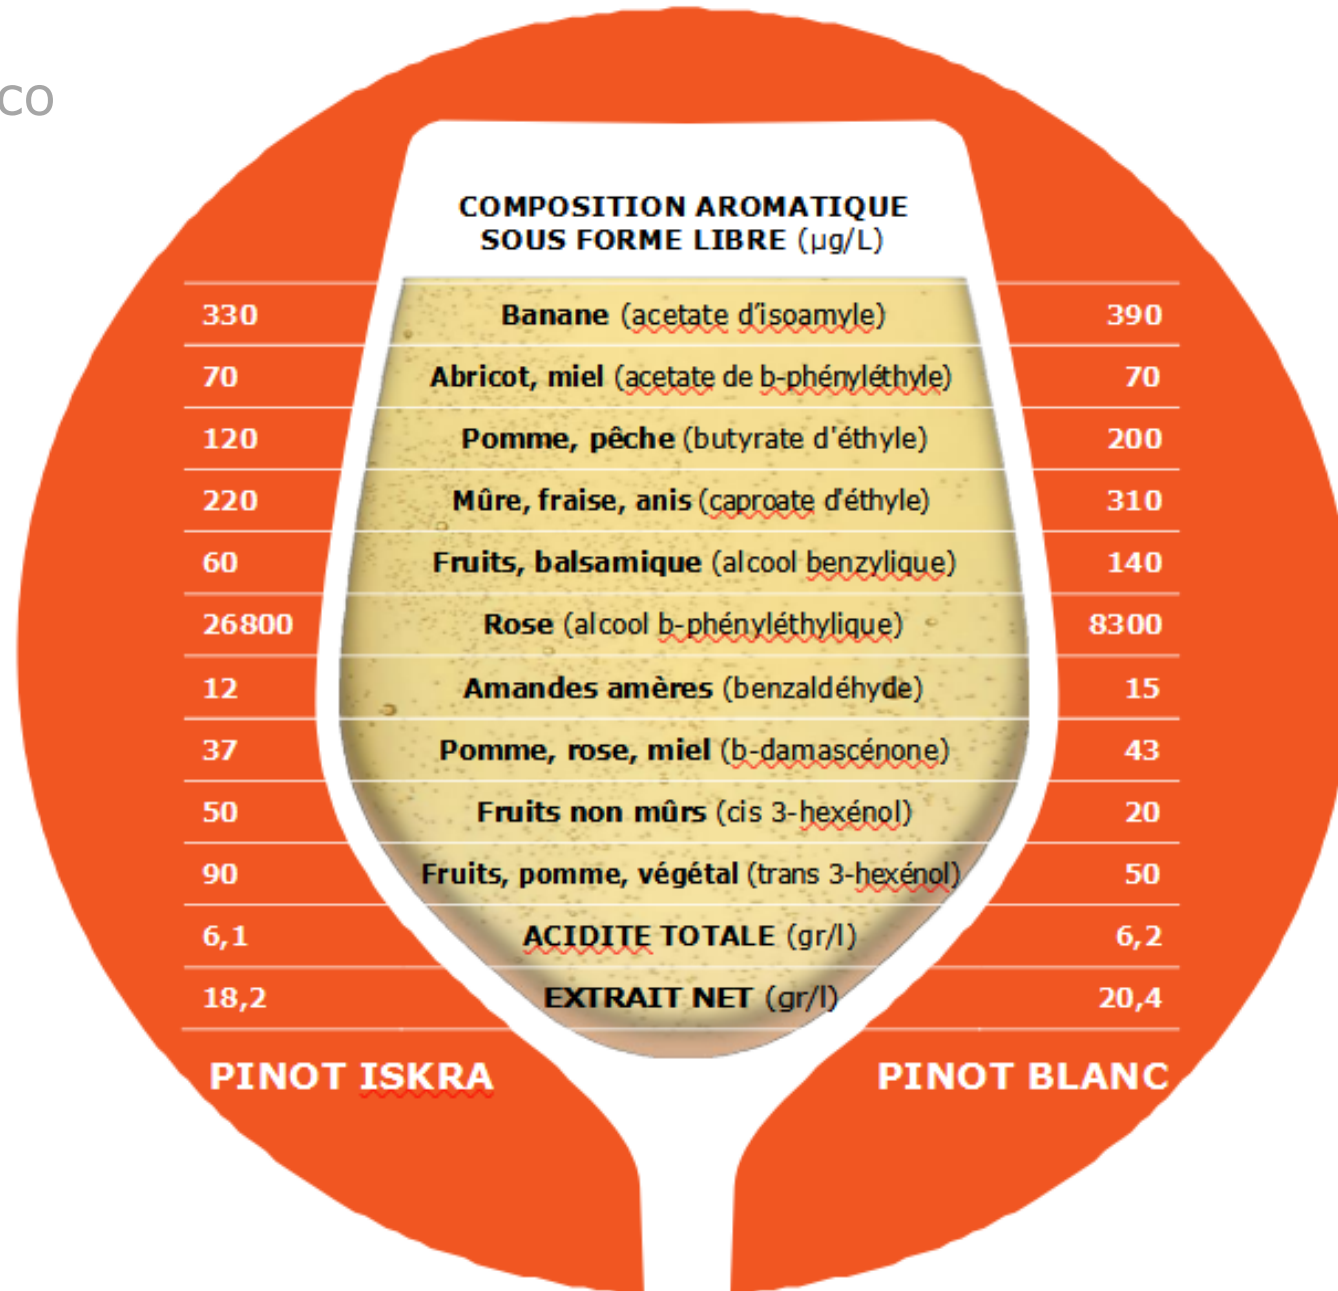 co
COMPOSITION AROMATIQUE
SOUS FORME LIBRE (µg/L)
330 Banane (acetate d'isoamyle) 390
70 Abricot, miel (acetate de b-phényléthyle) 70
120 Pomme, pêche (butyrate d'éthyle) 200
220 Mûre, fraise, anis (caproate d'éthyle) 310
60 Fruits, balsamique (alcool benzylique) 140
26800 Rose (alcool b-phényléthylique) 8300
12 Amandes amères (benzaldéhyde) 15
37 Pomme, rose, miel (b-damascénone) 43
50 Fruits non mûrs (cis 3-hexénol) 20
90 Fruits, pomme, végétal (trans 3-hexénol) 50
6,1 ACIDITE TOTALE (gr/l) 6,2
18,2 EXTRAIT NET (gr/l) 20,4
PINOT ISKRA PINOT BLANC